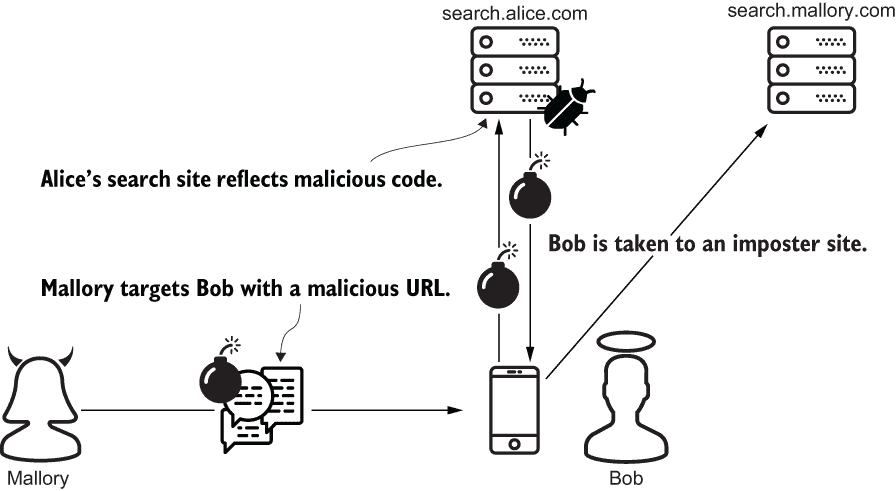 search.alice.com
search.mallory.com
Alice's search site reflects malicious code.
Bob is taken to an imposter site.
Mallory targets Bob with a malicious URL.
Mallory
Bob